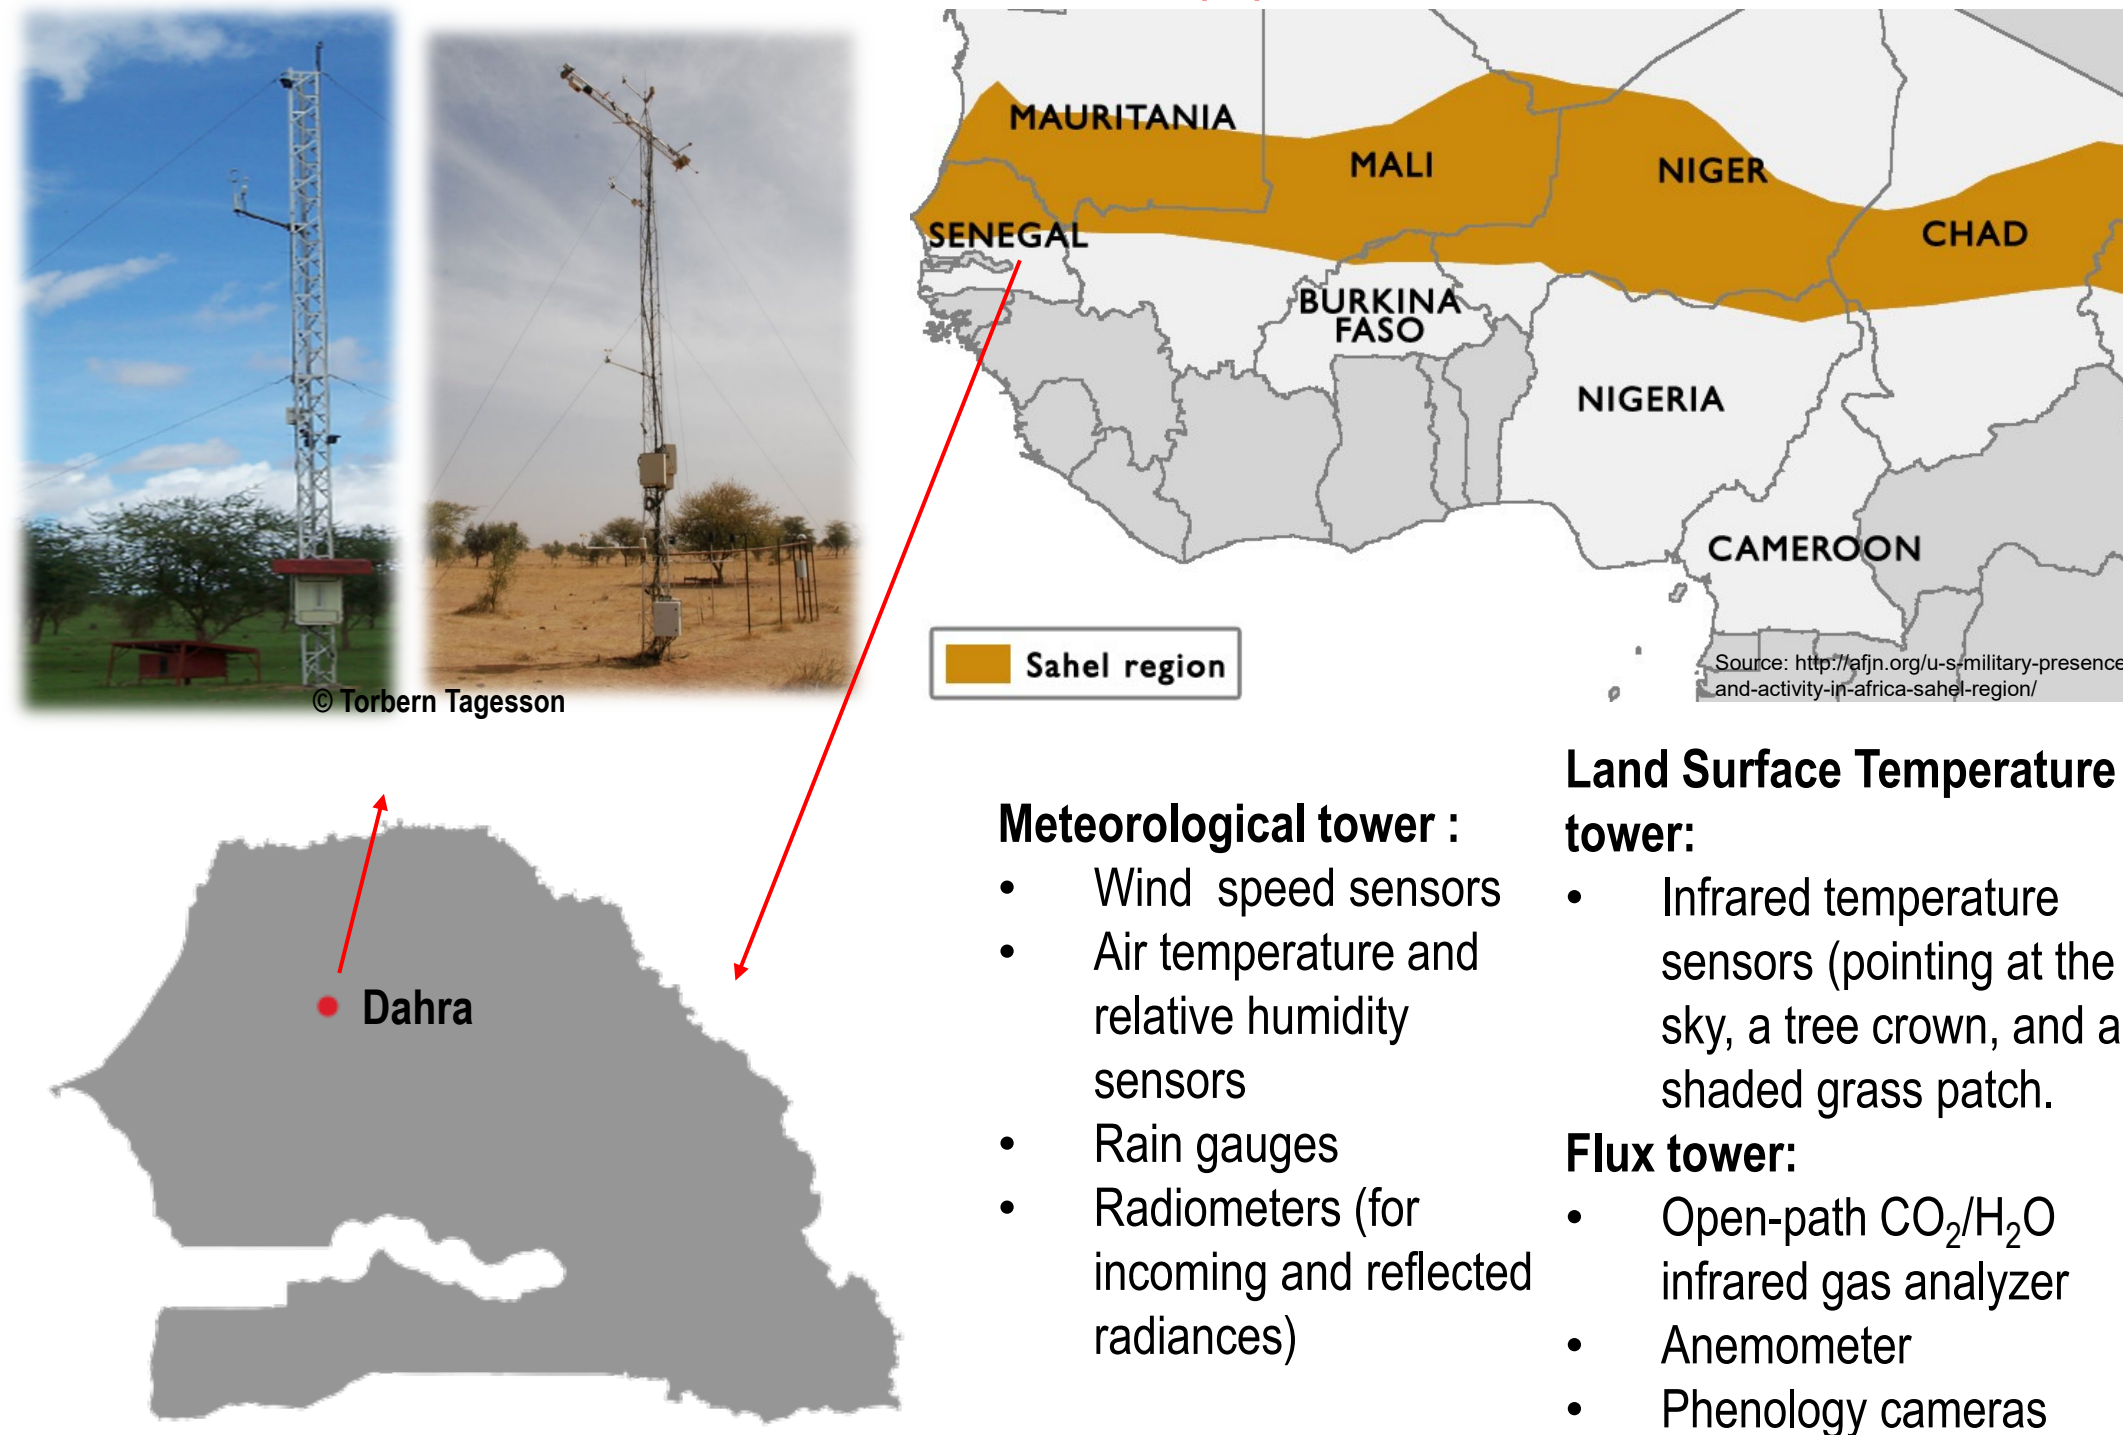 MAURITANIA
MALI
NIGER
CHAD
SENEGAL
BURKINA
FASO
NIGERIA
CAMEROON
Sahel region
Source: http://afjn.org/u-s-military-presence
and-activity-in-africa-sahel-region/
© Torbern Tagesson
Dahra
Meteorological tower :
• Wind  speed sensors
• Air temperature and
relative humidity
sensors
• Rain gauges
• Radiometers (for
incoming and reflected
radiances)
Land Surface Temperature
tower:
• Infrared temperature
sensors (pointing at the
sky, a tree crown, and a
shaded grass patch.
Flux tower:
• Open-path CO₂/H₂O
infrared gas analyzer
• Anemometer
• Phenology cameras